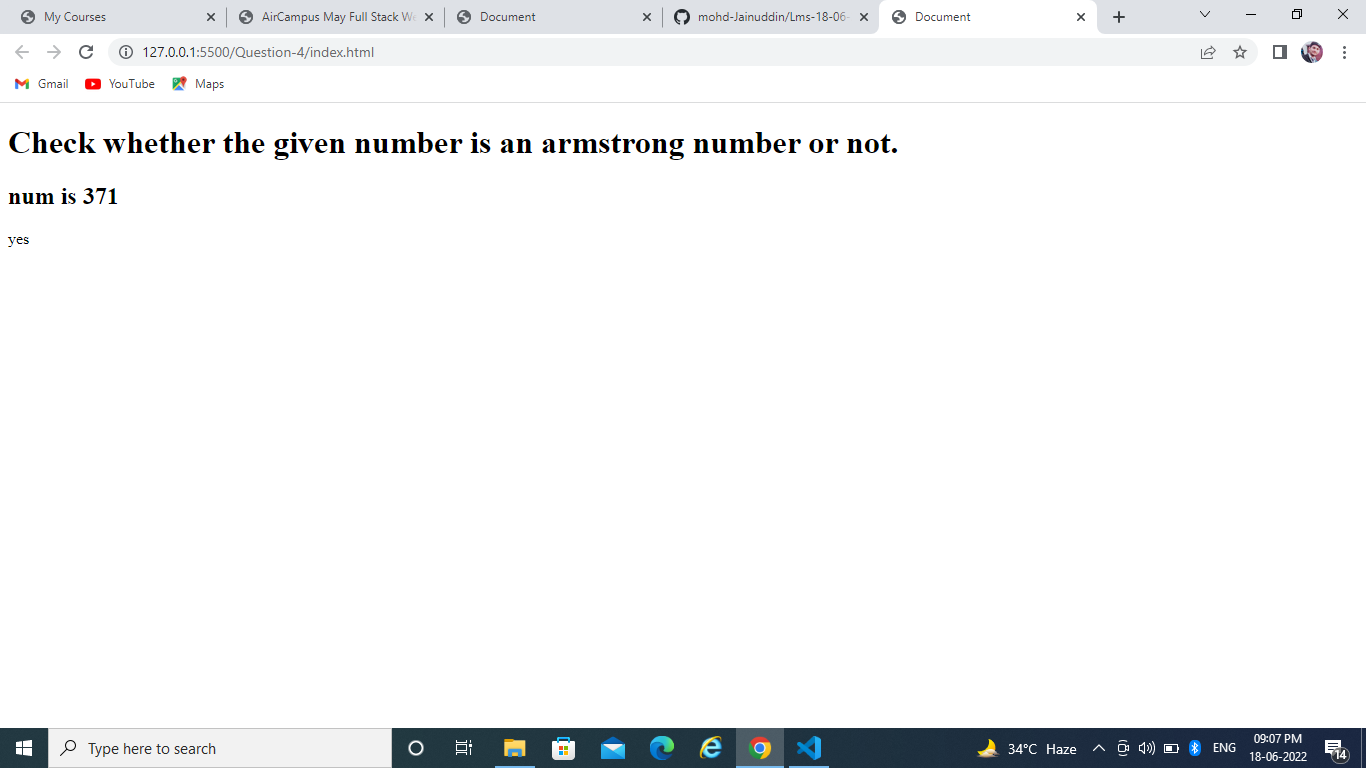 My Courses
AirCampus May Full Stack We
Document
mohd-Jainuddin/Lms-18-06-
Document
127.0.0.1:5500/Question-4/index.html
Gmail
YouTube
Maps
Check whether the given number is an armstrong number or not.
num is 371
yes
Type here to search
34°C Haze
ENG
09:07 PM
18-06-2022
14